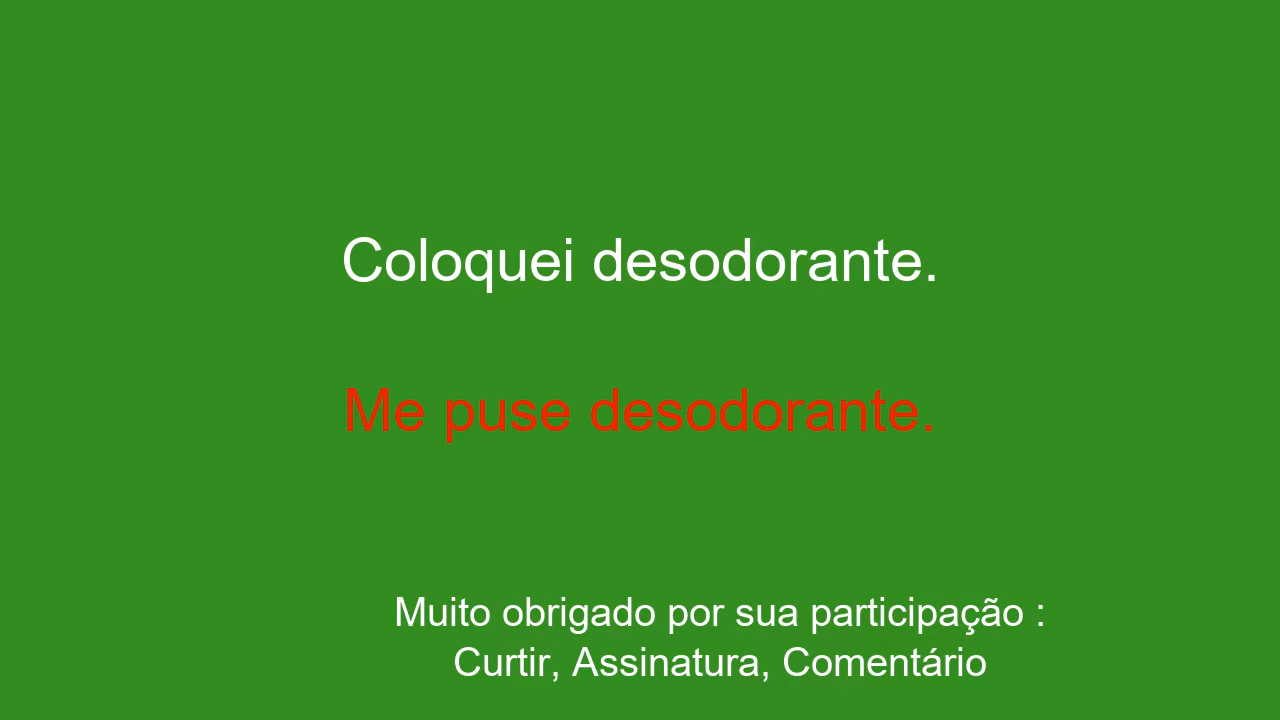 Coloquei desodorante.
Me puse desodorante.
Muito obrigado por sua participação :
Curtir, Assinatura, Comentário